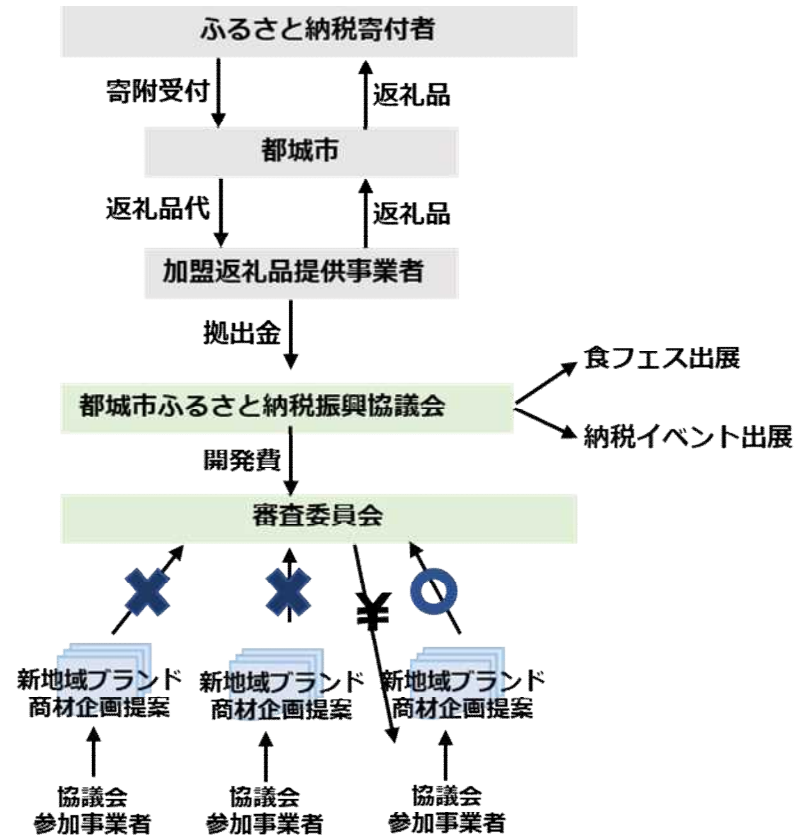 ふるさと納税寄付者
寄附受付
返礼品
都城市
返礼品代
返礼品
加盟返礼品提供事業者
拠出金
食フェス出展
都城市ふるさと納税振興協議会
納税イベント出展
開発費
審査委員会
¥
新地域ブランド
商材企画提案
新地域ブランド
商材企画提案
新地域ブランド
商材企画提案
協議会
参加事業者
協議会
参加事業者
協議会
参加事業者